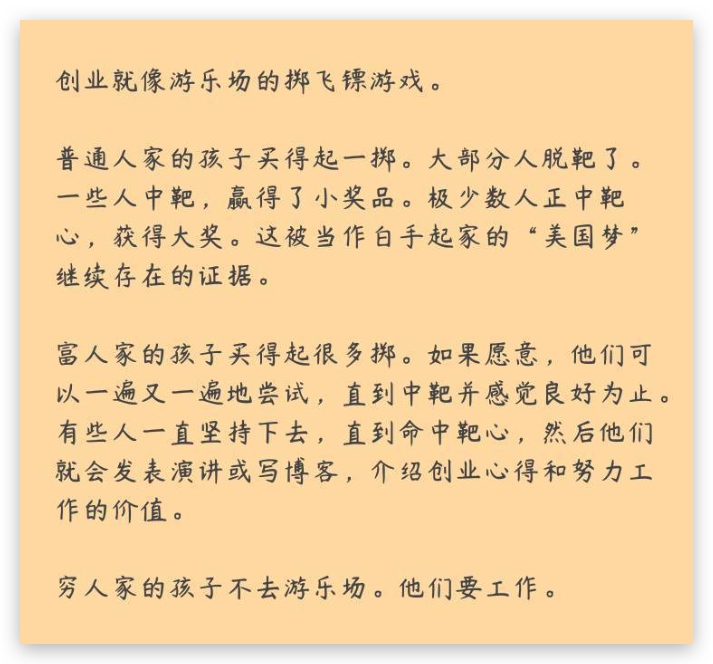 创业就像游乐场的掷飞镖游戏。
普通人家的孩子买得起一掷。大部分人脱靶了。
一些人中靶，赢得了小奖品。极少数人正中靶
心，获得大奖。这被当作白手起家的“美国梦”
继续存在的证据。
富人家的孩子买得起很多掷。如果愿意，他们可
以一遍又一遍地尝试，直到中靶并感觉良好为止。
有些人一直坚持下去，直到命中靶心，然后他们
就会发表演讲或写博客，介绍创业心得和努力工
作的价值。
穷人家的孩子不去游乐场。他们要工作。